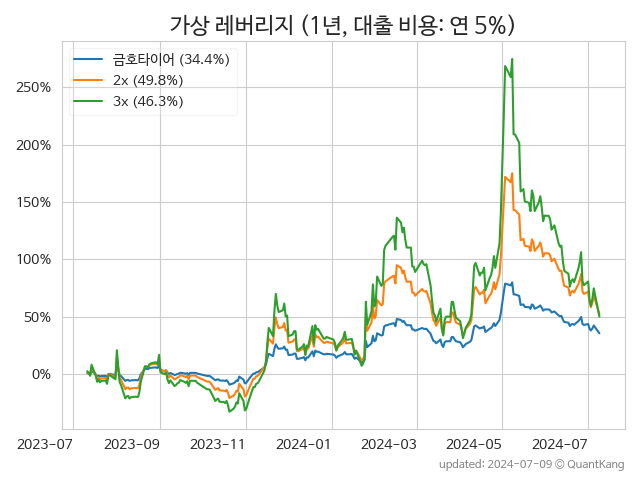 가상 레버리지 (1년, 대출 비용: 연 5%)
금호타이어 (34.4%)
2x (49.8%)
3x (46.3%)
250%
200%
150%
100%
50%
0%
2023-07 2023-09 2023-11 2024-01 2024-03 2024-05 2024-07
updated: 2024-07-09 © QuantKang